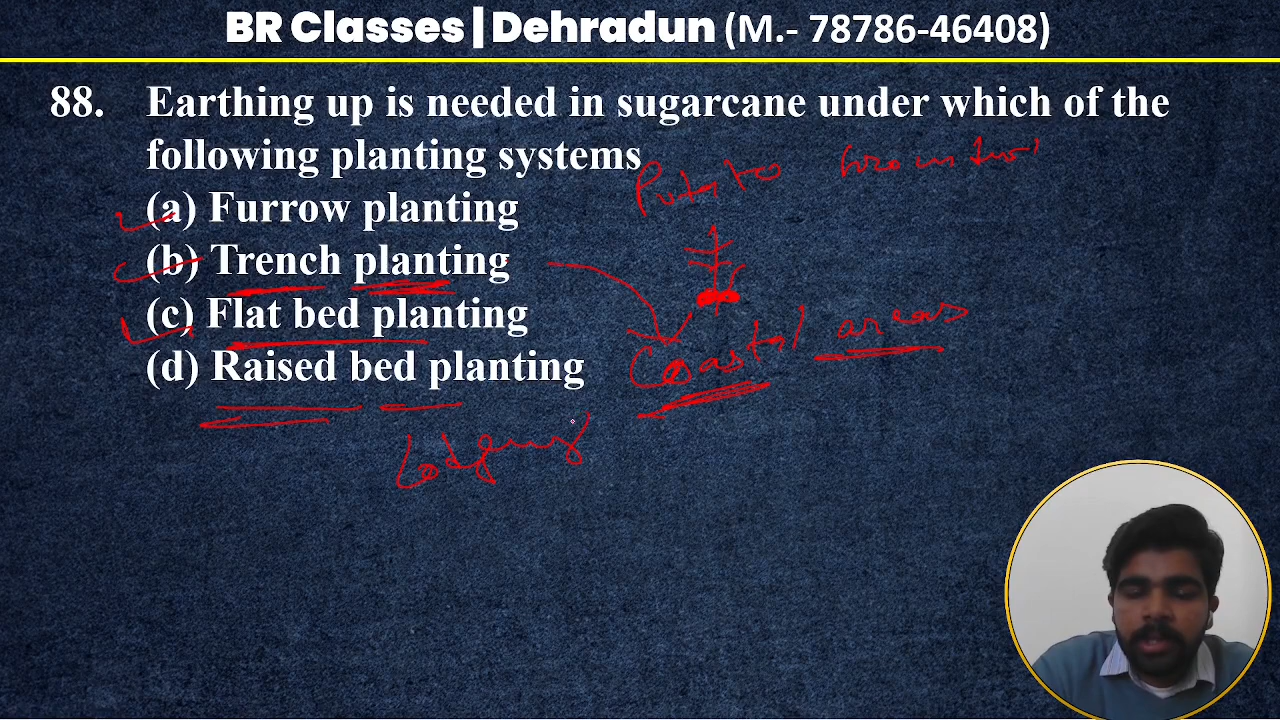 BR Classes | Dehradun (M.- 78786-46408)
88. Earthing up is needed in sugarcane under which of the
following planting systems
Potato
(a) Furrow planting
(b) Trench planting
(c) Flat bed planting
Coastal areas
(d) Raised bed planting
Lodging